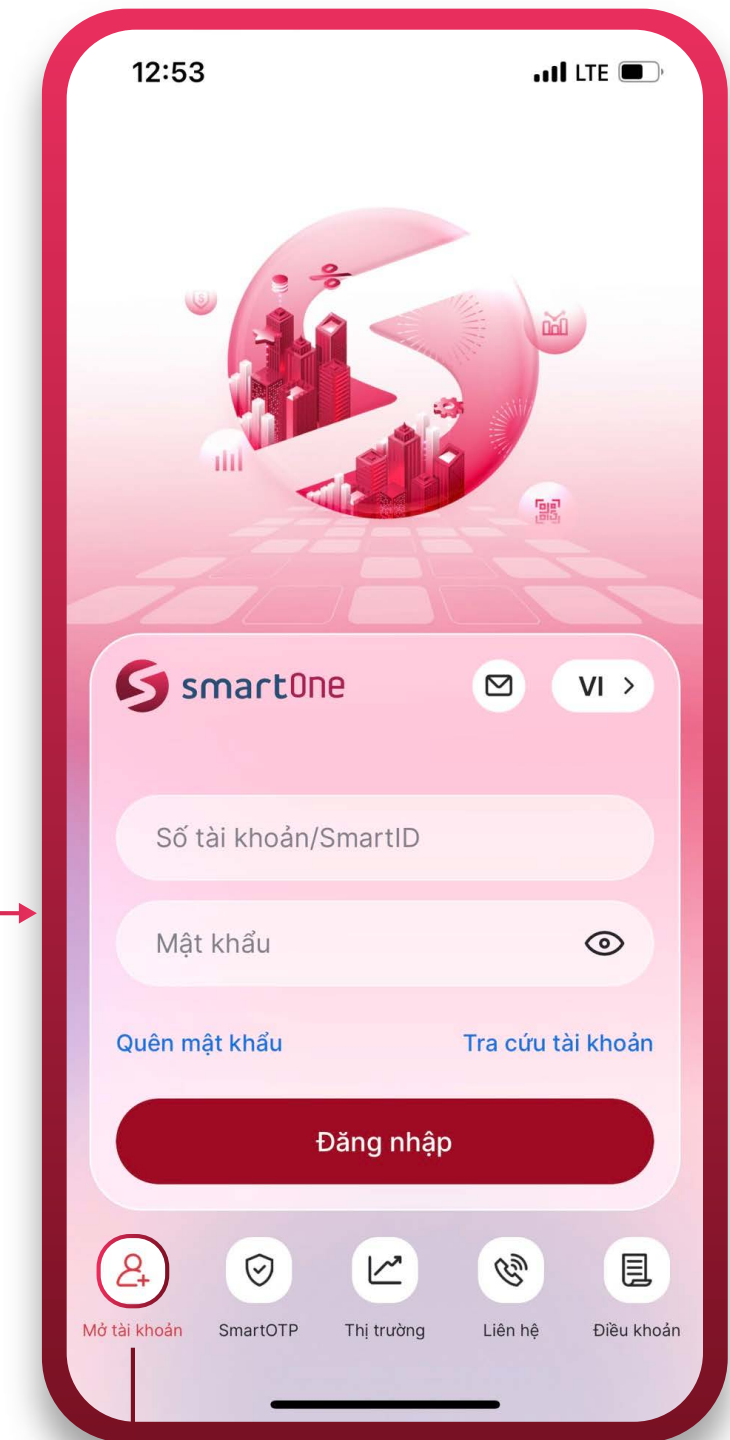 12:53 LTE
smartOne VI
Số tài khoản/SmartID
Mật khẩu
Quên mật khẩu Tra cứu tài khoản
Đăng nhập
Mở tài khoản SmartOTP Thị trường Liên hệ Điều khoản